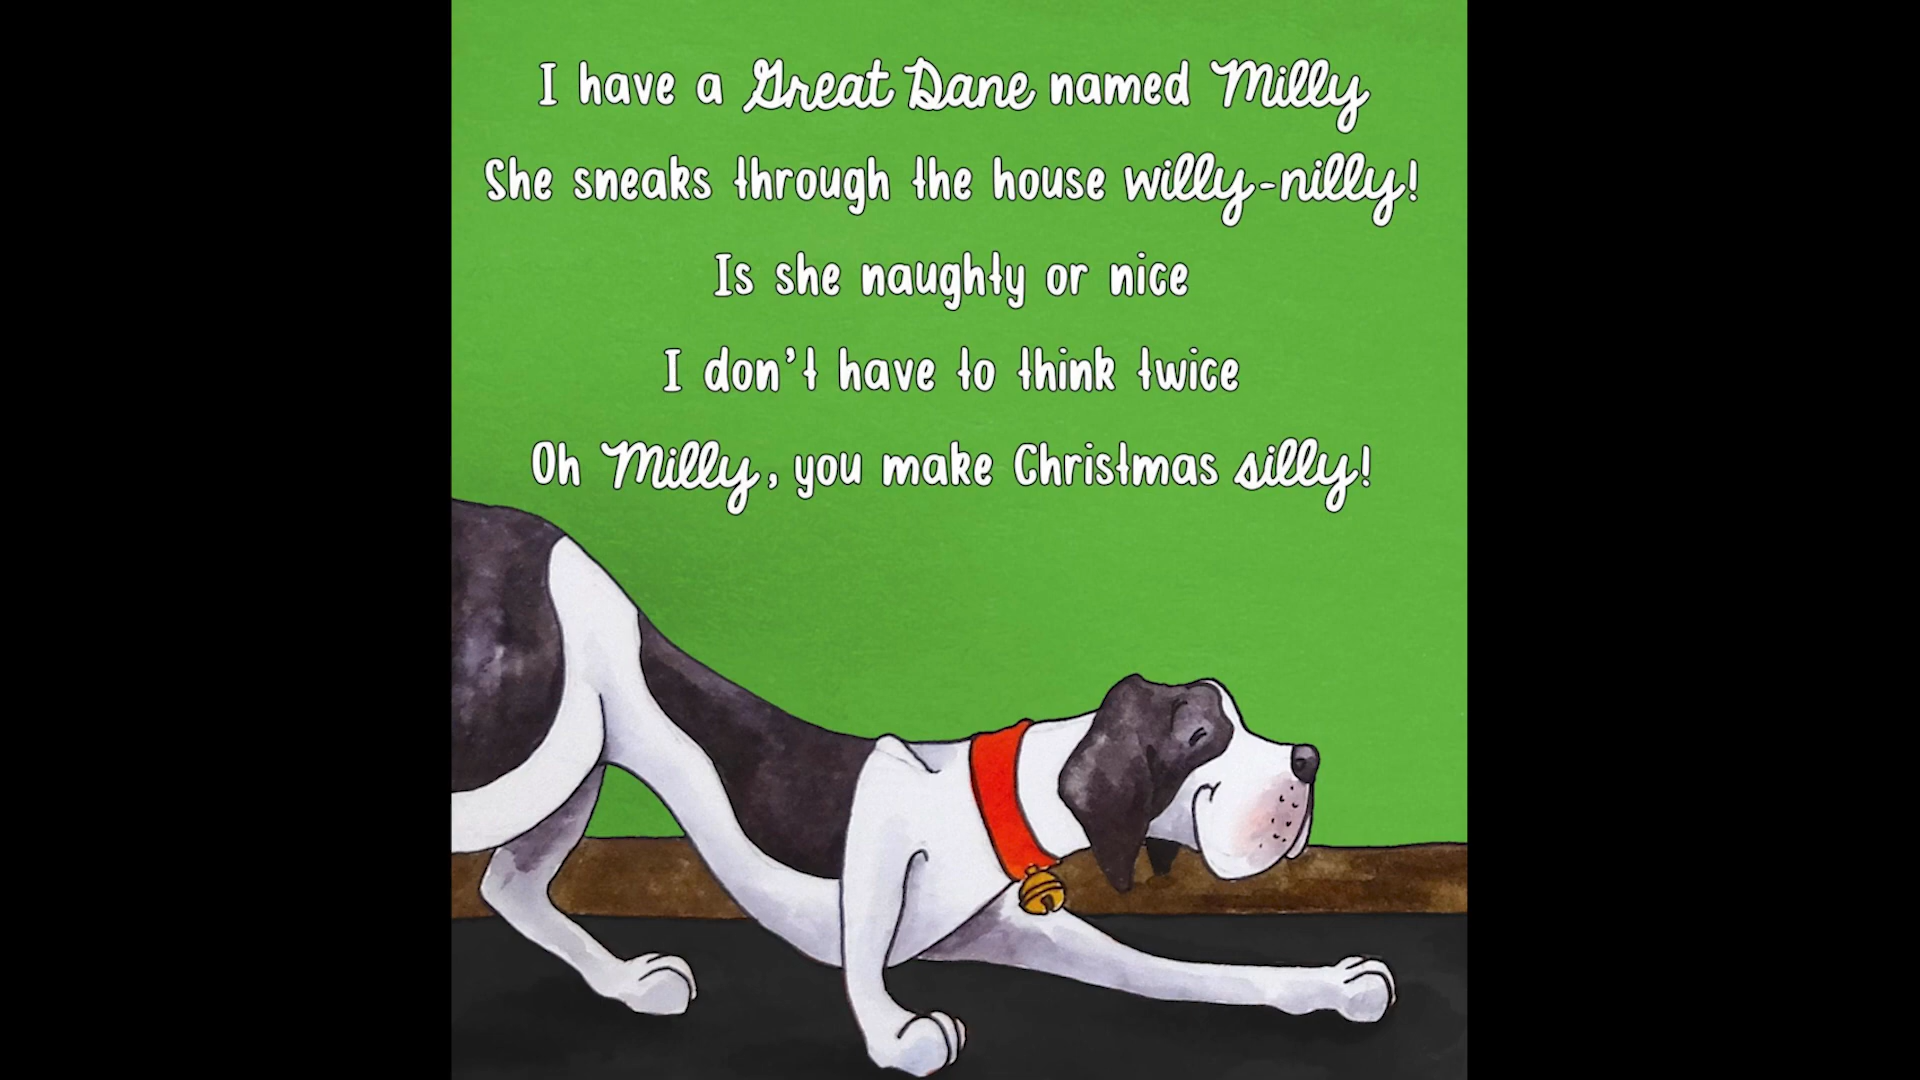 I have a Great Dane named Milly
She sneaks through the house willy-nilly!
Is she naughty or nice
I don't have to think twice
Oh Milly, you make Christmas silly!